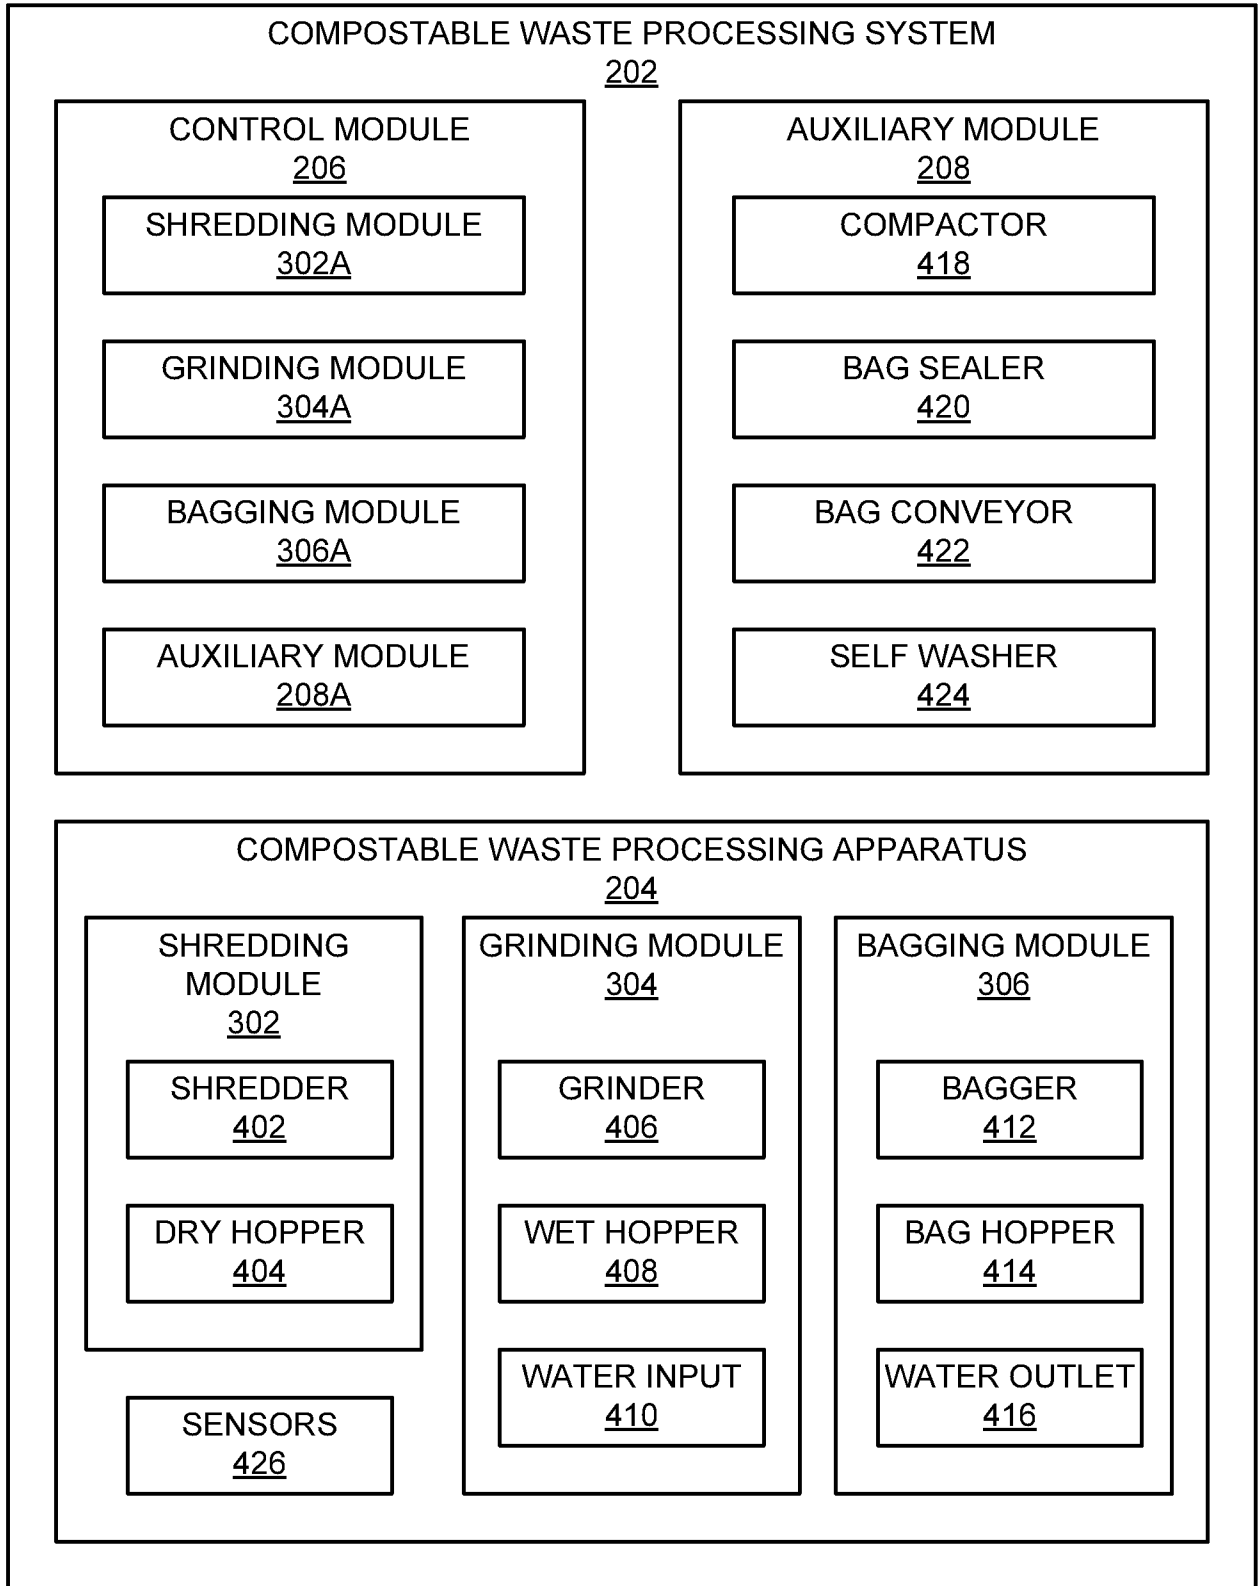 COMPOSTABLE WASTE PROCESSING SYSTEM
202
CONTROL MODULE
206
SHREDDING MODULE
302A
GRINDING MODULE
304A
BAGGING MODULE
306A
AUXILIARY MODULE
208A
AUXILIARY MODULE
208
COMPACTOR
418
BAG SEALER
420
BAG CONVEYOR
422
SELF WASHER
424
COMPOSTABLE WASTE PROCESSING APPARATUS
204
SHREDDING
MODULE
302
SHREDDER
402
DRY HOPPER
404
SENSORS
426
GRINDING MODULE
304
GRINDER
406
WET HOPPER
408
WATER INPUT
410
BAGGING MODULE
306
BAGGER
412
BAG HOPPER
414
WATER OUTLET
416